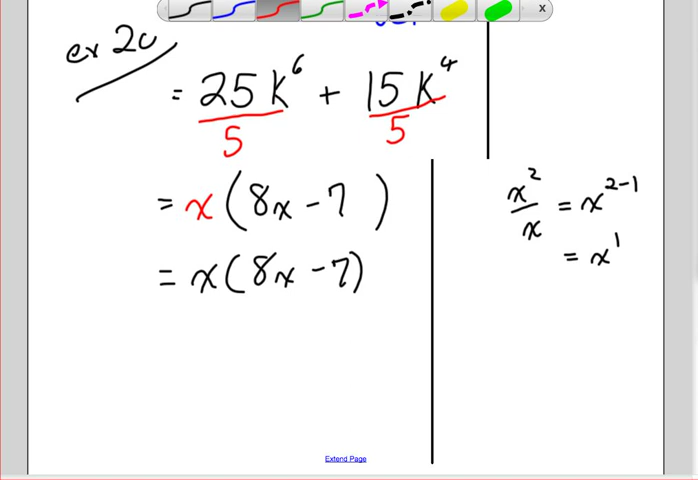 ex 2c
= 25k⁶ + 15k⁴
5 5
= x(8x - 7)
= x(8x - 7)
x²/x = x²⁻¹
= x¹
Extend Page
x